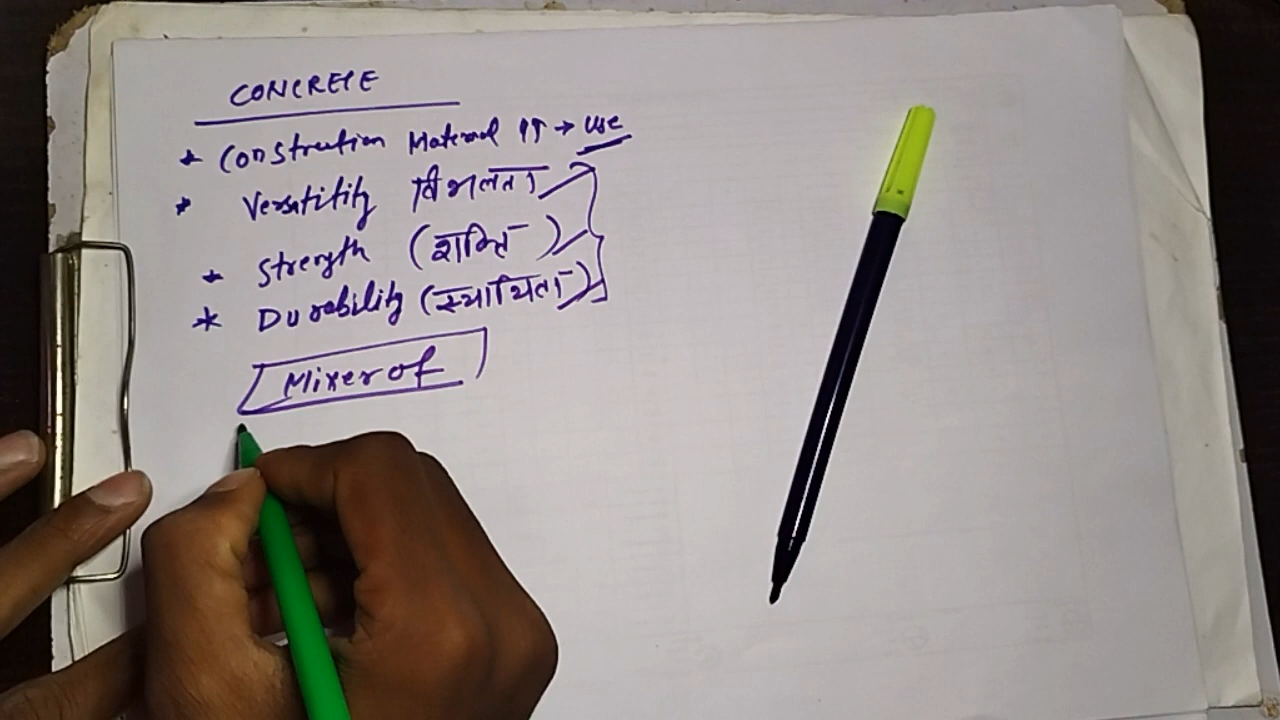 CONCRETE
* Construction Material में → use
* Versatility विभलता
* Strength (शक्ति)
* Durability (स्थायिता)
Mixer of